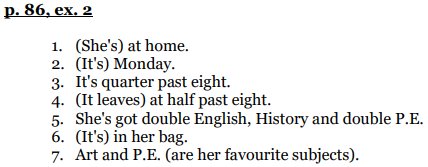 p. 86, ex. 2
1. (She's) at home.
2. (It's) Monday.
3. It's quarter past eight.
4. (It leaves) at half past eight.
5. She's got double English, History and double P.E.
6. (It's) in her bag.
7. Art and P.E. (are her favourite subjects).